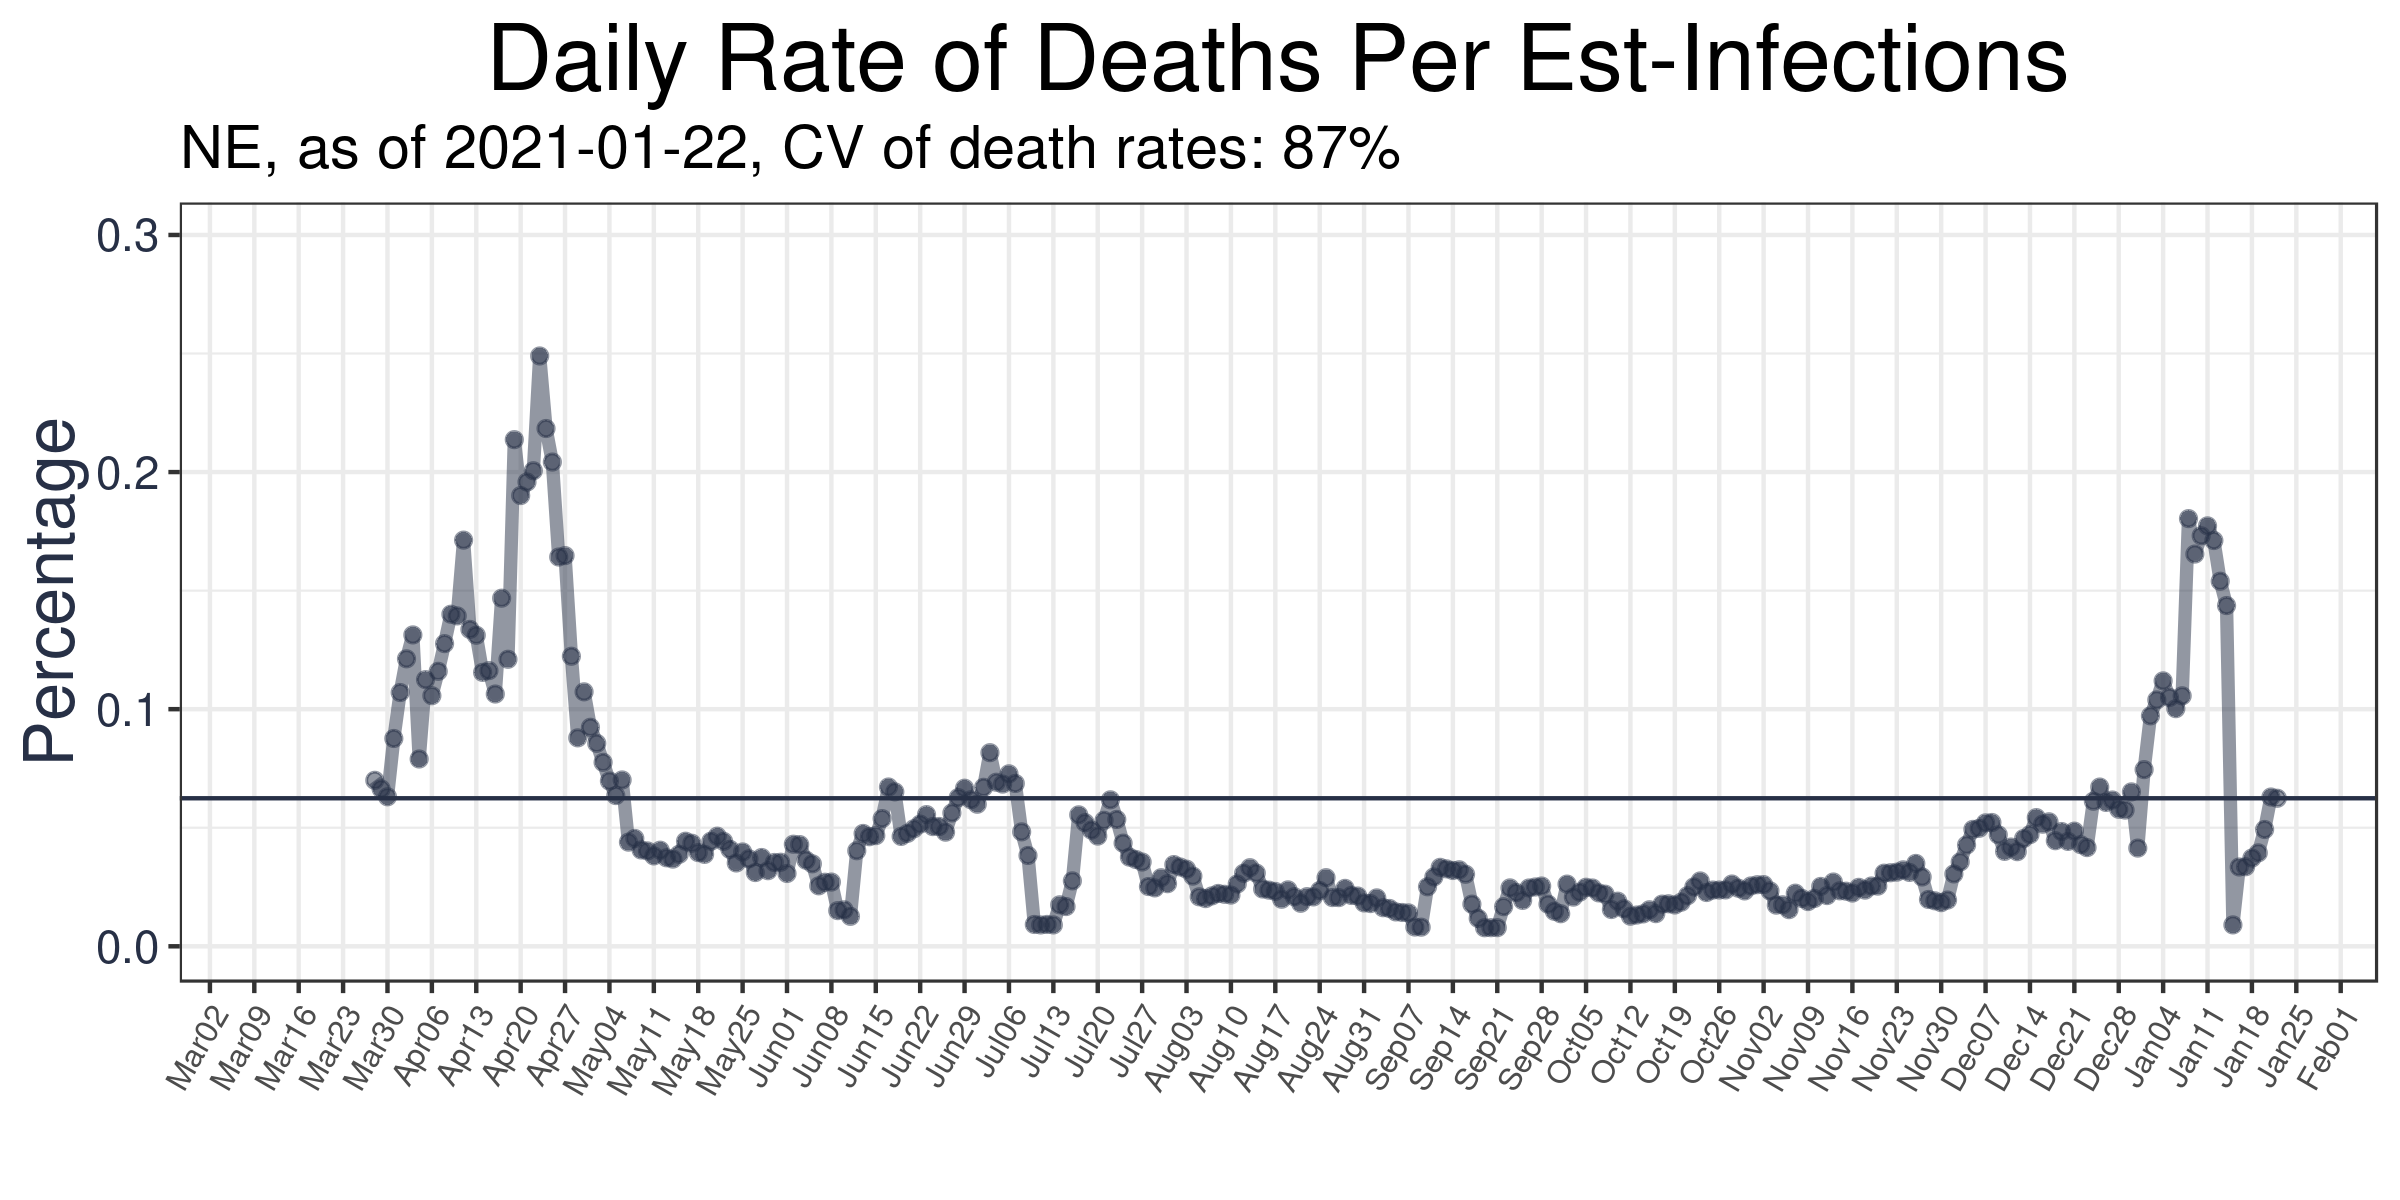 Daily Rate of Deaths Per Est-Infections
NE, as of 2021-01-22, CV of death rates: 87%
Percentage
0.3
0.2
0.1
0.0
Mar02
Mar09
Mar16
Mar23
Mar30
Apr06
Apr13
Apr20
Apr27
May04
May11
May18
May25
Jun01
Jun08
Jun15
Jun22
Jun29
Jul06
Jul13
Jul20
Jul27
Aug03
Aug10
Aug17
Aug24
Aug31
Sep07
Sep14
Sep21
Sep28
Oct05
Oct12
Oct19
Oct26
Nov02
Nov09
Nov16
Nov23
Nov30
Dec07
Dec14
Dec21
Dec28
Jan04
Jan11
Jan18
Jan25
Feb01